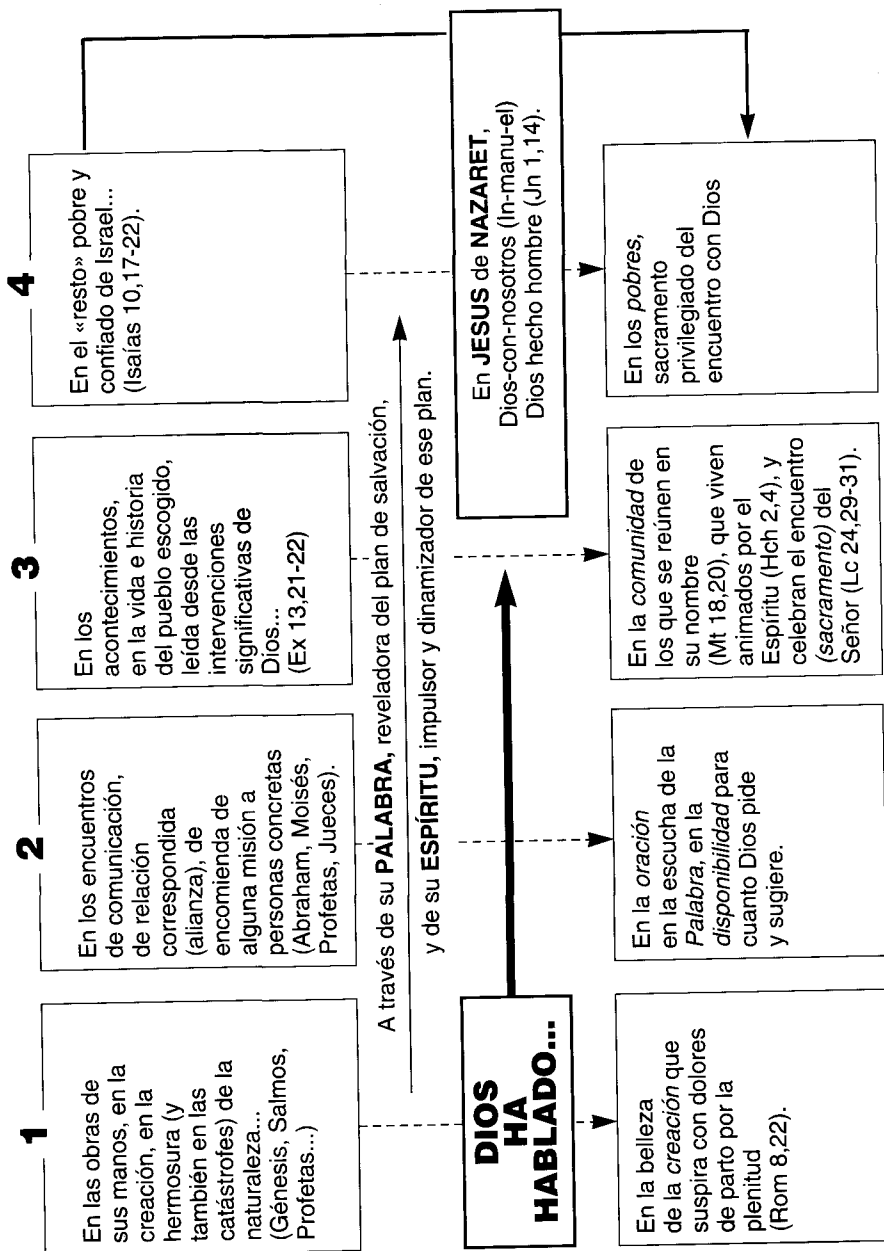 1
En las obras de
sus manos, en la
creación, en la
hermosura (y
también en las
catástrofes) de la
naturaleza...
(Génesis, Salmos,
Profetas...)
2
En los encuentros
de comunicación,
de relación
correspondida
(alianza), de
encomienda de
alguna misión a
personas concretas
(Abraham, Moisés,
Profetas, Jueces).
3
En los
acontecimientos,
en la vida e historia
del pueblo escogido,
leída desde las
intervenciones
significativas de
Dios...
(Ex 13,21-22)
4
En el «resto» pobre y
confiado de Israel...
(Isaías 10,17-22).
A través de su PALABRA, reveladora del plan de salvación,
y de su ESPÍRITU, impulsor y dinamizador de ese plan.
DIOS
HA
HABLADO...
En JESUS de NAZARET,
Dios-con-nosotros (In-manu-el)
Dios hecho hombre (Jn 1,14).
En la belleza
de la creación que
suspira con dolores
de parto por la
plenitud
(Rom 8,22).
En la oración
en la escucha de la
Palabra, en la
disponibilidad para
cuanto Dios pide
y sugiere.
En la comunidad de
los que se reúnen en
su nombre
(Mt 18,20), que viven
animados por el
Espíritu (Hch 2,4), y
celebran el encuentro
(sacramento) del
Señor (Lc 24,29-31).
En los pobres,
sacramento
privilegiado del
encuentro con Dios